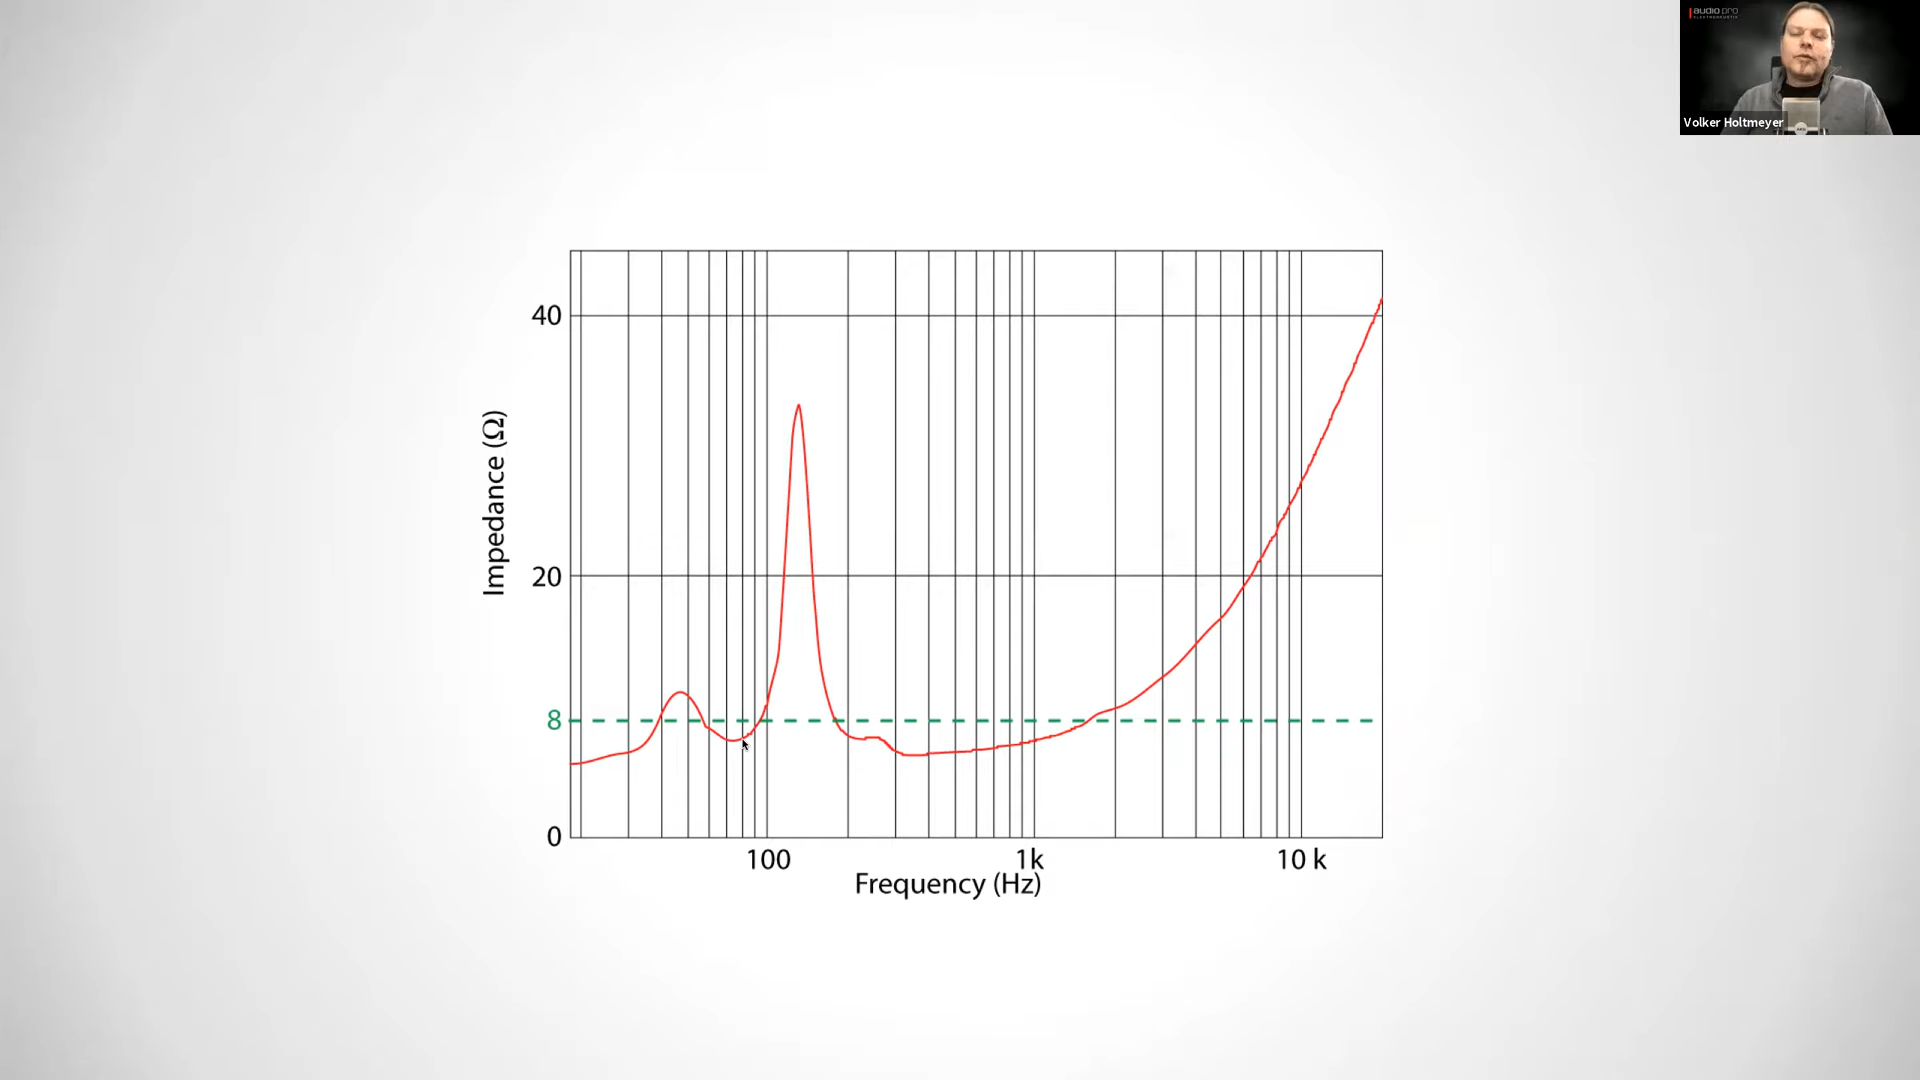 audio pro
Volker Holtmeyer
40
Impedance (Ω)
20
8
0
100
1k
10 k
Frequency (Hz)